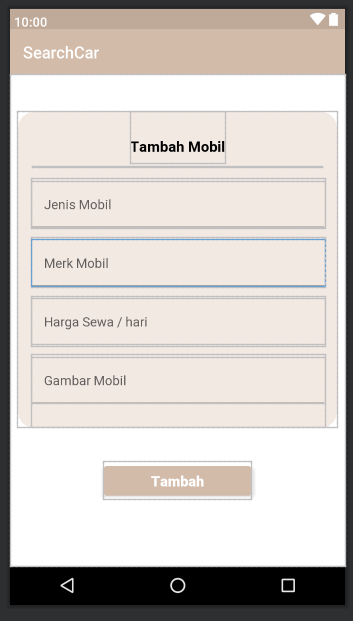 10:00
SearchCar
Tambah Mobil
Jenis Mobil
Merk Mobil
Harga Sewa / hari
Gambar Mobil
Tambah